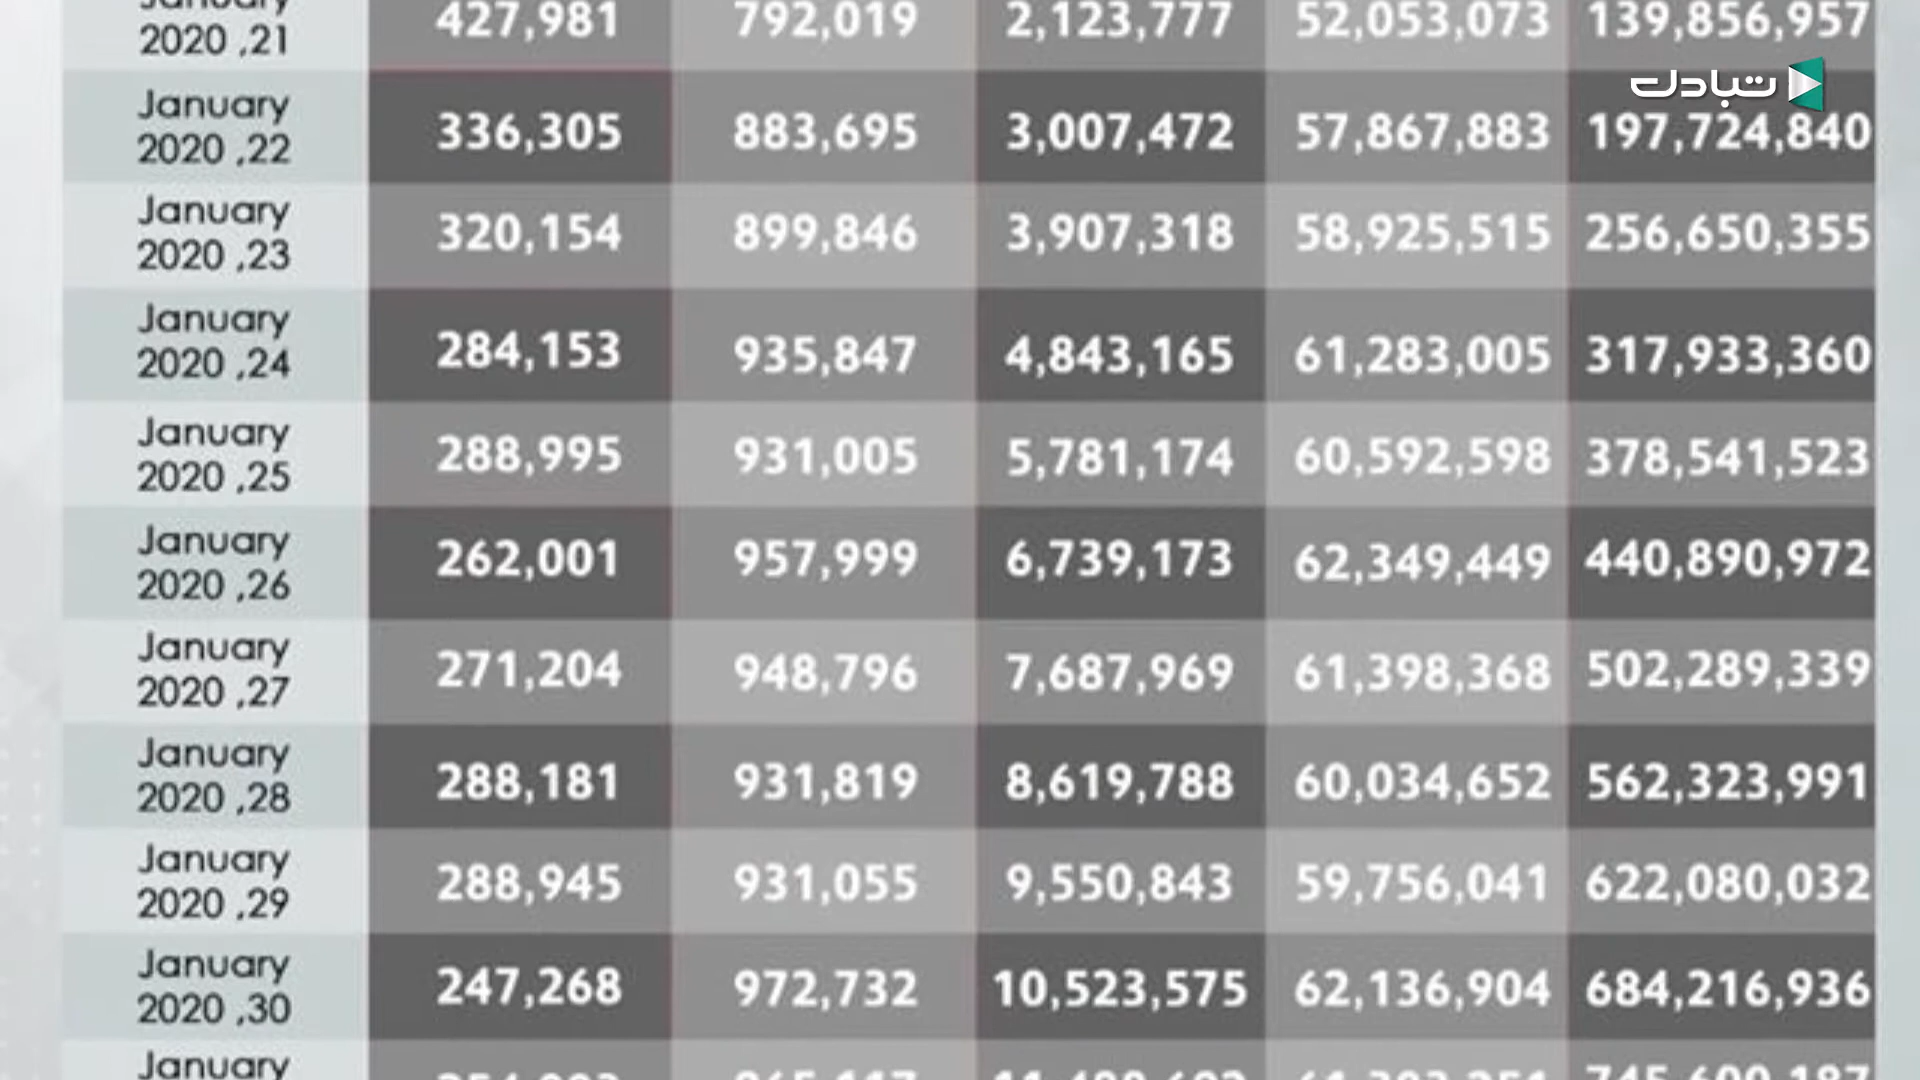 January
2020 ,21 427,981 792,019 2,123,777 52,053,073 139,856,957
تبادل
January
2020 ,22 336,305 883,695 3,007,472 57,867,883 197,724,840
January
2020 ,23 320,154 899,846 3,907,318 58,925,515 256,650,355
January
2020 ,24 284,153 935,847 4,843,165 61,283,005 317,933,360
January
2020 ,25 288,995 931,005 5,781,174 60,592,598 378,541,523
January
2020 ,26 262,001 957,999 6,739,173 62,349,449 440,890,972
January
2020 ,27 271,204 948,796 7,687,969 61,398,368 502,289,339
January
2020 ,28 288,181 931,819 8,619,788 60,034,652 562,323,991
January
2020 ,29 288,945 931,055 9,550,843 59,756,041 622,080,032
January
2020 ,30 247,268 972,732 10,523,575 62,136,904 684,216,936
January